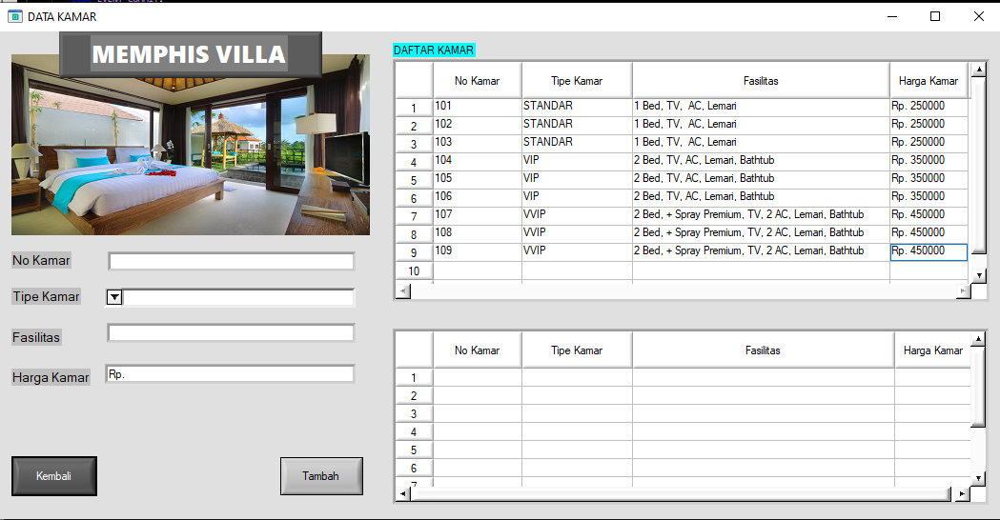 EVENT COMMIT.
DATA KAMAR
MEMPHIS VILLA
No Kamar
Tipe Kamar
Fasilitas
Harga Kamar Rp.
Kembali Tambah
DAFTAR KAMAR
No Kamar Tipe Kamar Fasilitas Harga Kamar
1 101 STANDAR 1 Bed, TV,  AC, Lemari Rp. 250000
2 102 STANDAR 1 Bed, TV,  AC, Lemari Rp. 250000
3 103 STANDAR 1 Bed, TV,  AC, Lemari Rp. 250000
4 104 VIP 2 Bed, TV, AC, Lemari, Bathtub Rp. 350000
5 105 VIP 2 Bed, TV, AC, Lemari, Bathtub Rp. 350000
6 106 VIP 2 Bed, TV, AC, Lemari, Bathtub Rp. 350000
7 107 VVIP 2 Bed, + Spray Premium, TV, 2 AC, Lemari, Bathtub Rp. 450000
8 108 VVIP 2 Bed, + Spray Premium, TV, 2 AC, Lemari, Bathtub Rp. 450000
9 109 VVIP 2 Bed, + Spray Premium, TV, 2 AC, Lemari, Bathtub Rp. 450000
10
No Kamar Tipe Kamar Fasilitas Harga Kamar
1
2
3
4
5
6
7